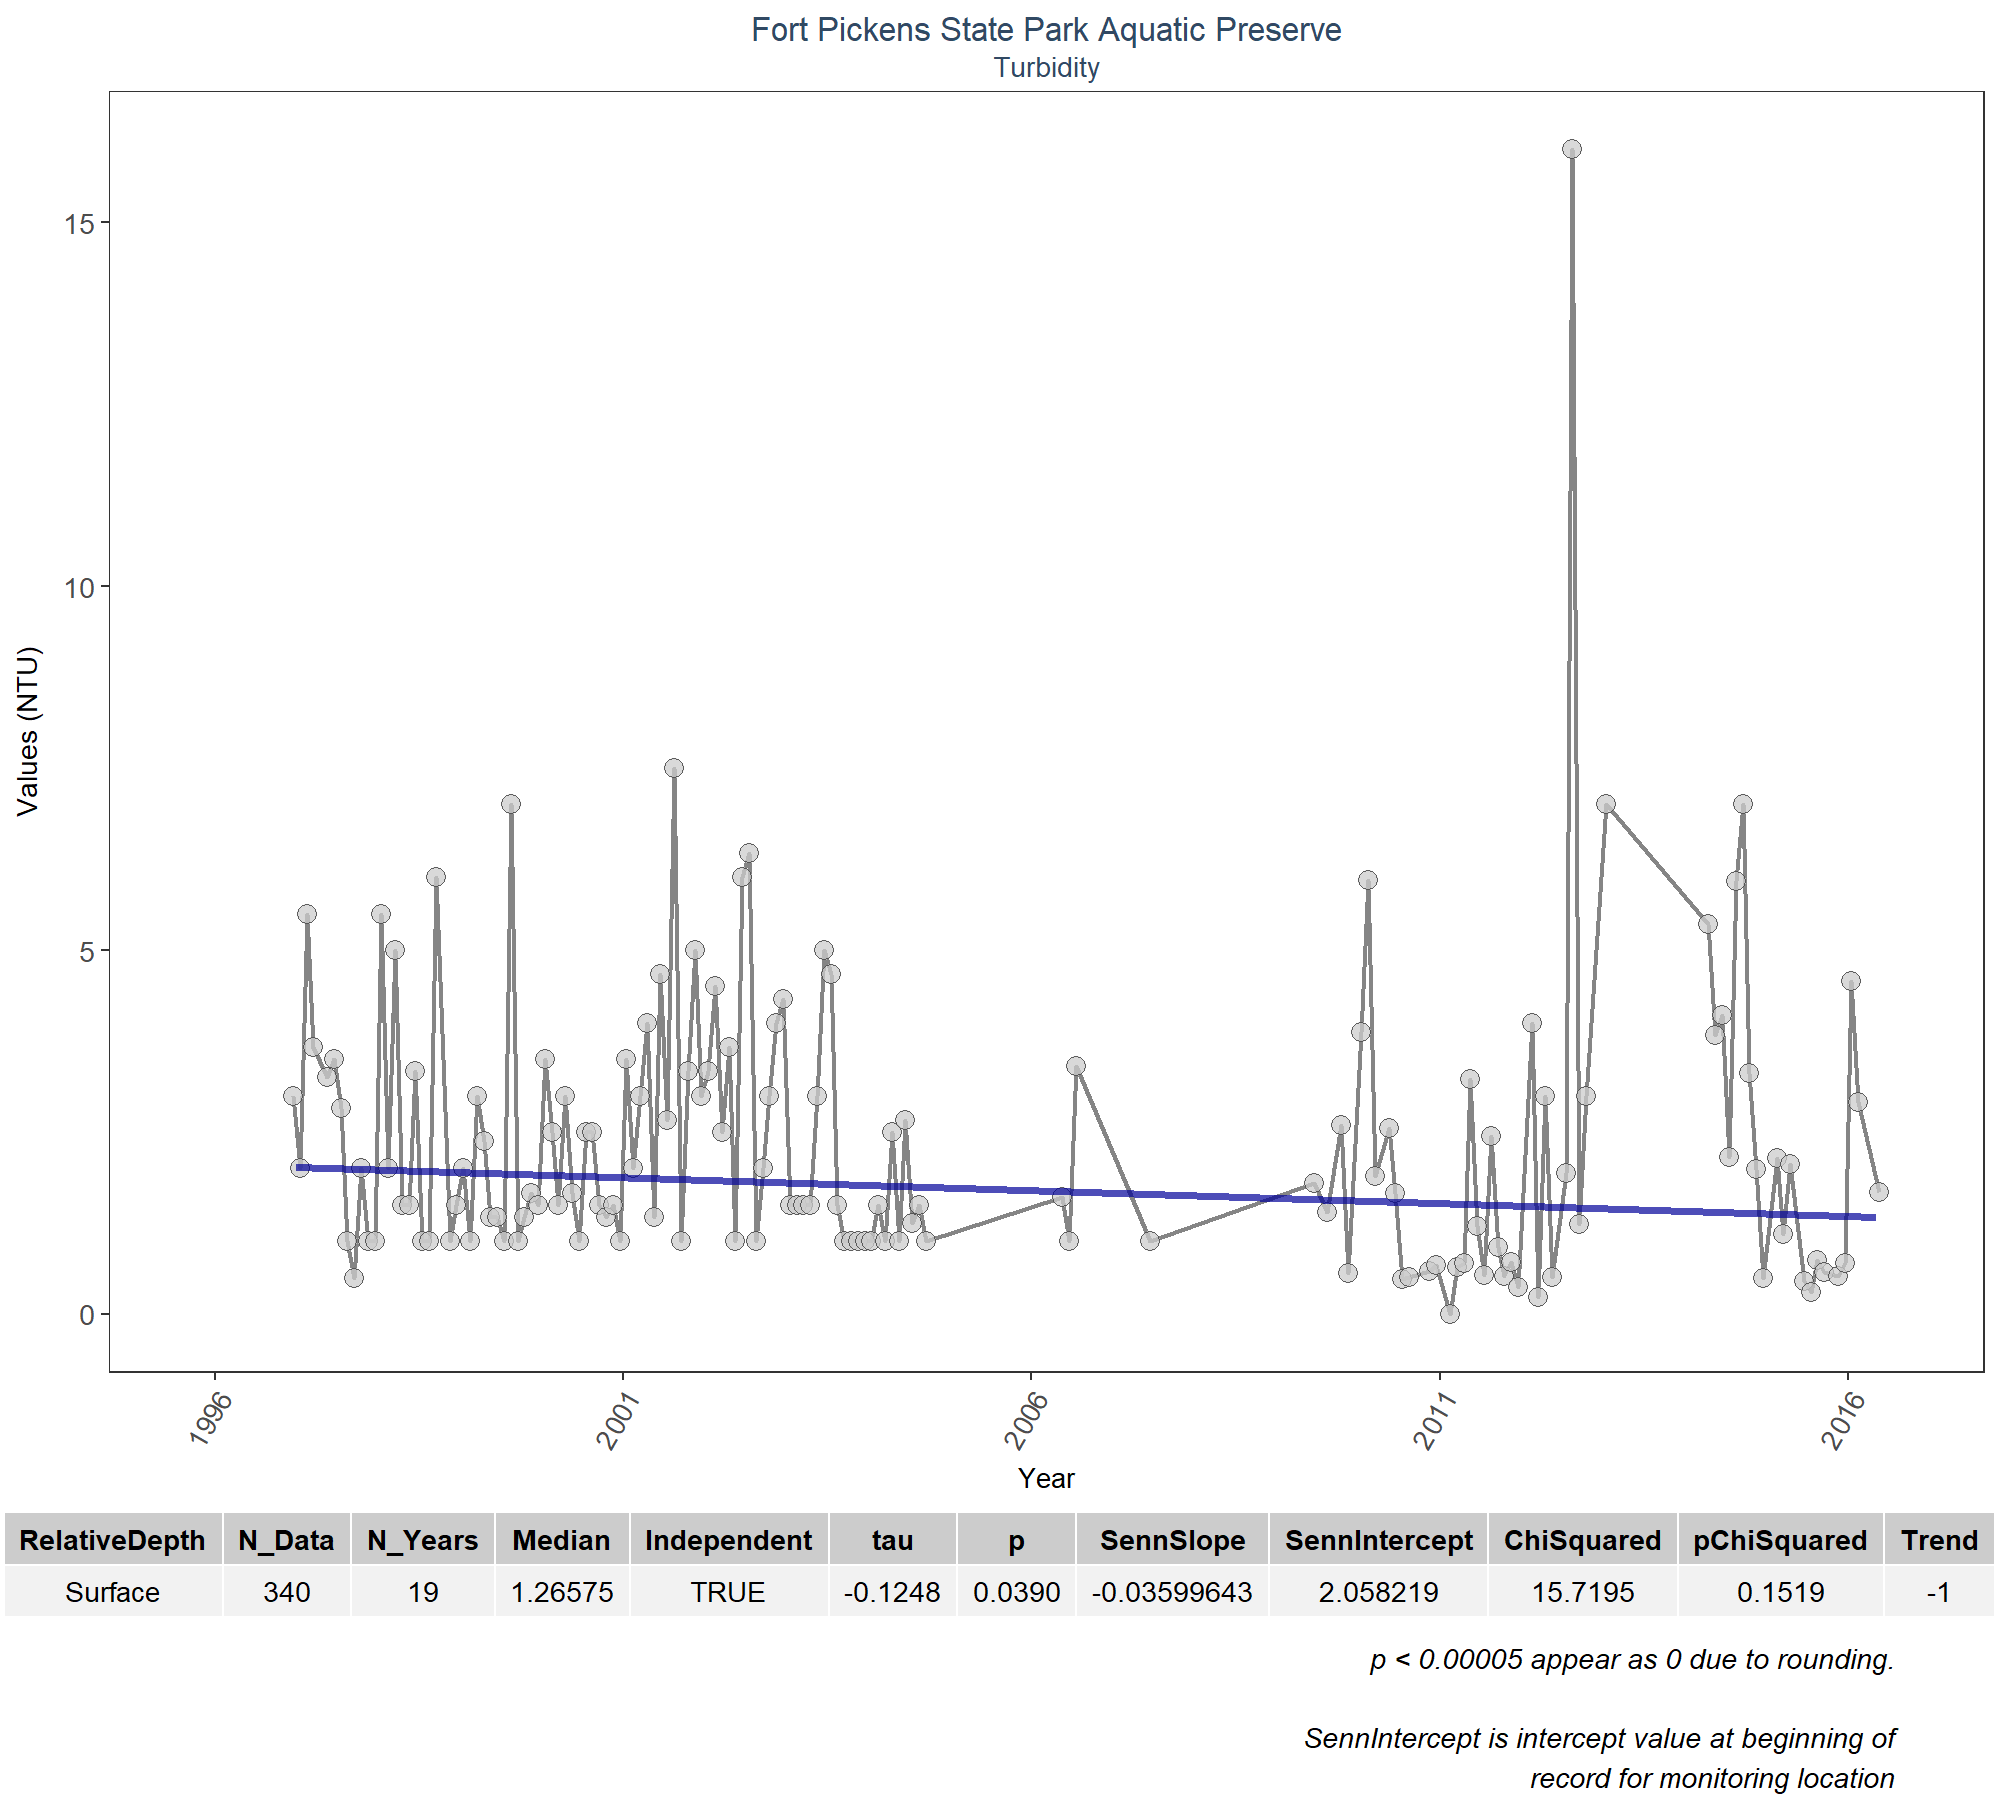 Fort Pickens State Park Aquatic Preserve
Turbidity
Values (NTU)
15
10
5
0
1996 2001 2006 2011 2016
Year
RelativeDepth N_Data N_Years Median Independent tau p SennSlope SennIntercept ChiSquared pChiSquared Trend
Surface 340 19 1.26575 TRUE -0.1248 0.0390 -0.03599643 2.058219 15.7195 0.1519 -1
p < 0.00005 appear as 0 due to rounding.
SennIntercept is intercept value at beginning of
record for monitoring location